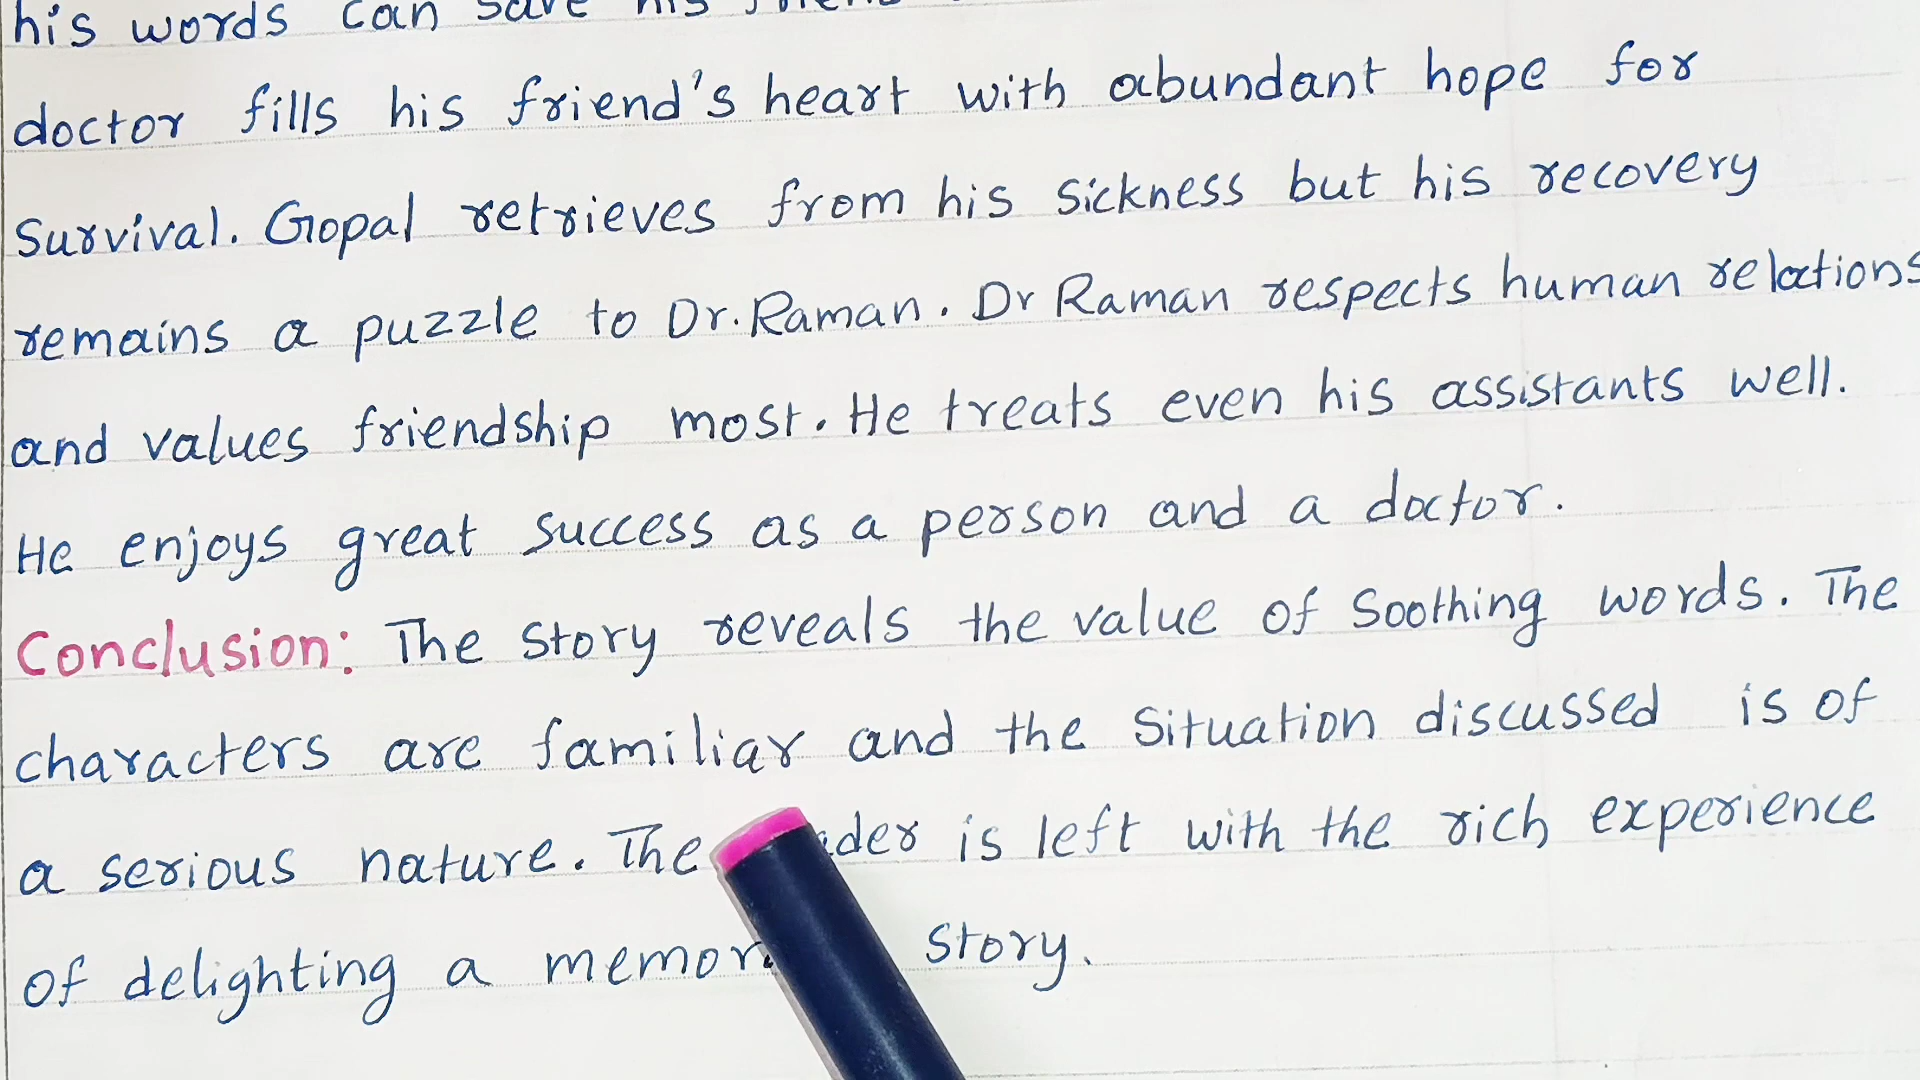 his words can save his friend
doctor fills his friend's heart with abundant hope for
Survival. Gopal retrieves from his sickness but his recovery
remains a puzzle to Dr. Raman. Dr Raman respects human relations
and values friendship most. He treats even his assistants well.
He enjoys great success as a person and a doctor.
Conclusion: The story reveals the value of Soothing words. The
characters are familiar and the Situation discussed is of
a serious nature. The is left with the rich experience
of delighting a story.